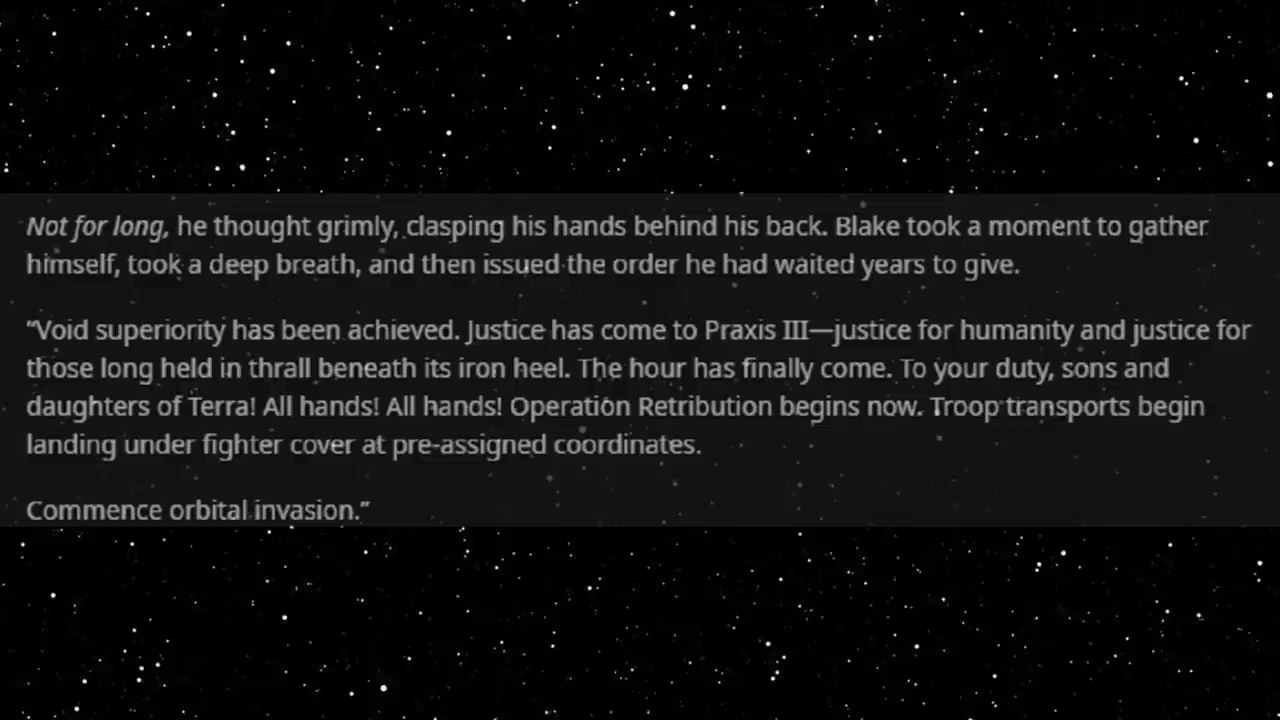 Not for long, he thought grimly, clasping his hands behind his back. Blake took a moment to gather
himself, took a deep breath, and then issued the order he had waited years to give.
“Void superiority has been achieved. Justice has come to Praxis III—justice for humanity and justice for
those long held in thrall beneath its iron heel. The hour has finally come. To your duty, sons and
daughters of Terra! All hands! All hands! Operation Retribution begins now. Troop transports begin
landing under fighter cover at pre-assigned coordinates.
Commence orbital invasion.”